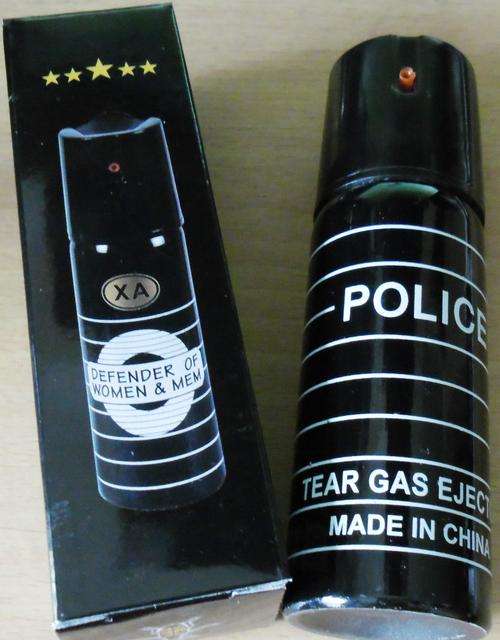 XA
DEFENDER OF
WOMEN & MEM
POLICE
TEAR GAS EJECT
MADE IN CHINA